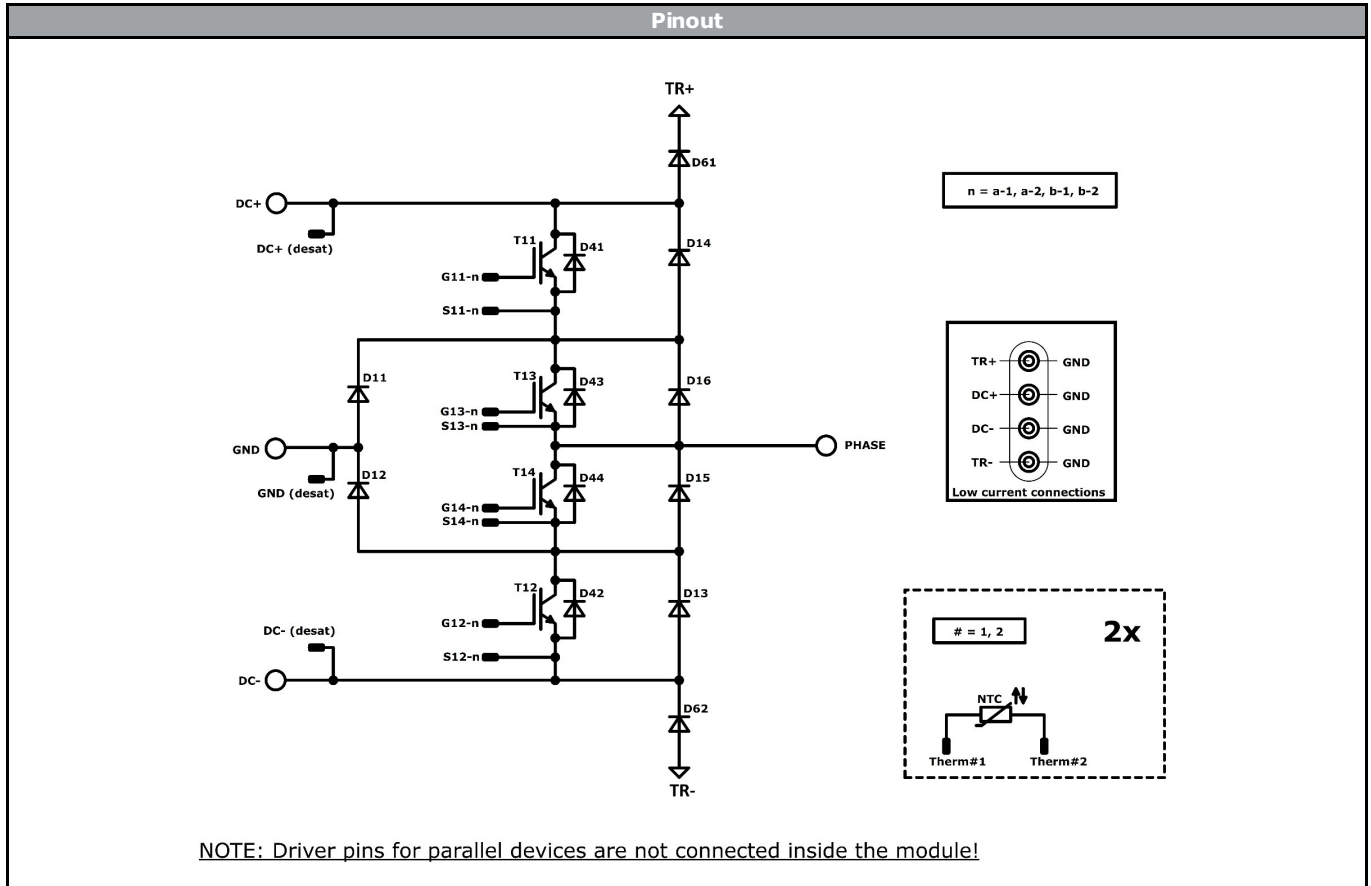 Pinout
TR+
D61
DC+
DC+ (desat)
T11
D41
D14
G11-n
S11-n
D11
T13
D43
D16
G13-n
S13-n
GND
PHASE
GND (desat)
D12
T14
D44
D15
G14-n
S14-n
T12
D42
D13
G12-n
DC- (desat)
S12-n
DC-
D62
TR-
n = a-1, a-2, b-1, b-2
TR+ GND
DC+ GND
DC- GND
TR- GND
Low current connections
# = 1, 2
2x
NTC
Therm#1 Therm#2
NOTE: Driver pins for parallel devices are not connected inside the module!